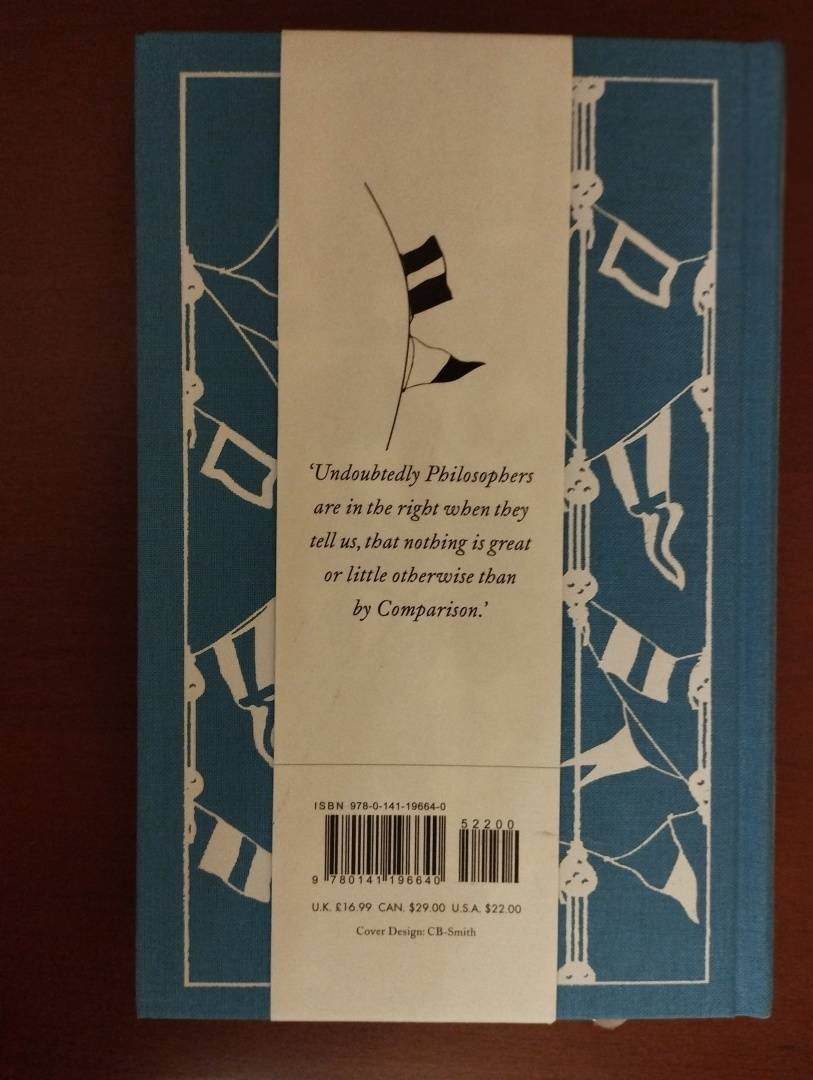 ‘Undoubtedly Philosophers
are in the right when they
tell us, that nothing is great
or little otherwise than
by Comparison.’
ISBN 978-0-141-19664-0
52200
9 780141 196640
U.K. £16.99 CAN. $29.00 U.S.A. $22.00
Cover Design: CB-Smith